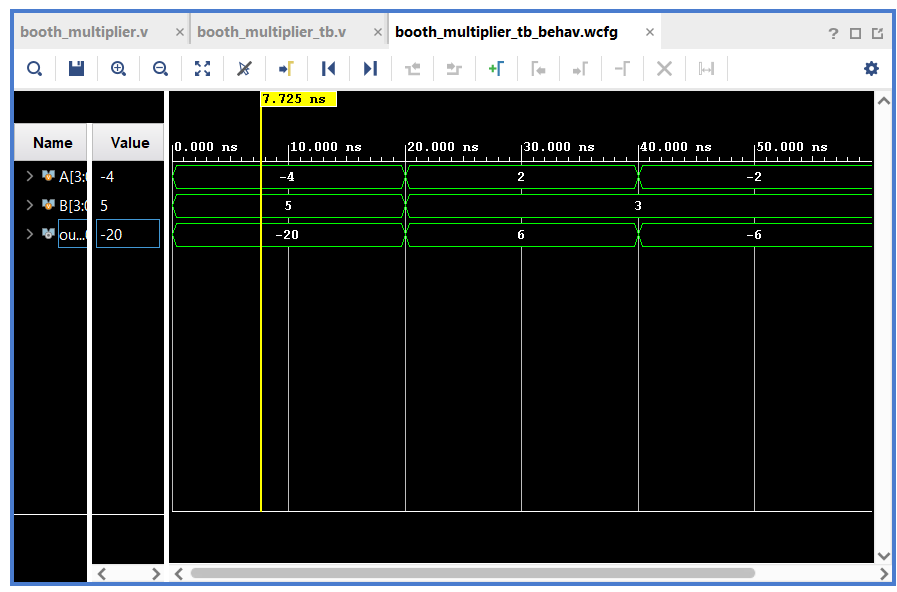 booth_multiplier.v × booth_multiplier_tb.v × booth_multiplier_tb_behav.wcfg × ?
7.725 ns
Name Value 0.000 ns 10.000 ns 20.000 ns 30.000 ns 40.000 ns 50.000 ns
A[3:0 -4 -4 2 -2
B[3:0 5 5 3
ou... -20 -20 6 -6